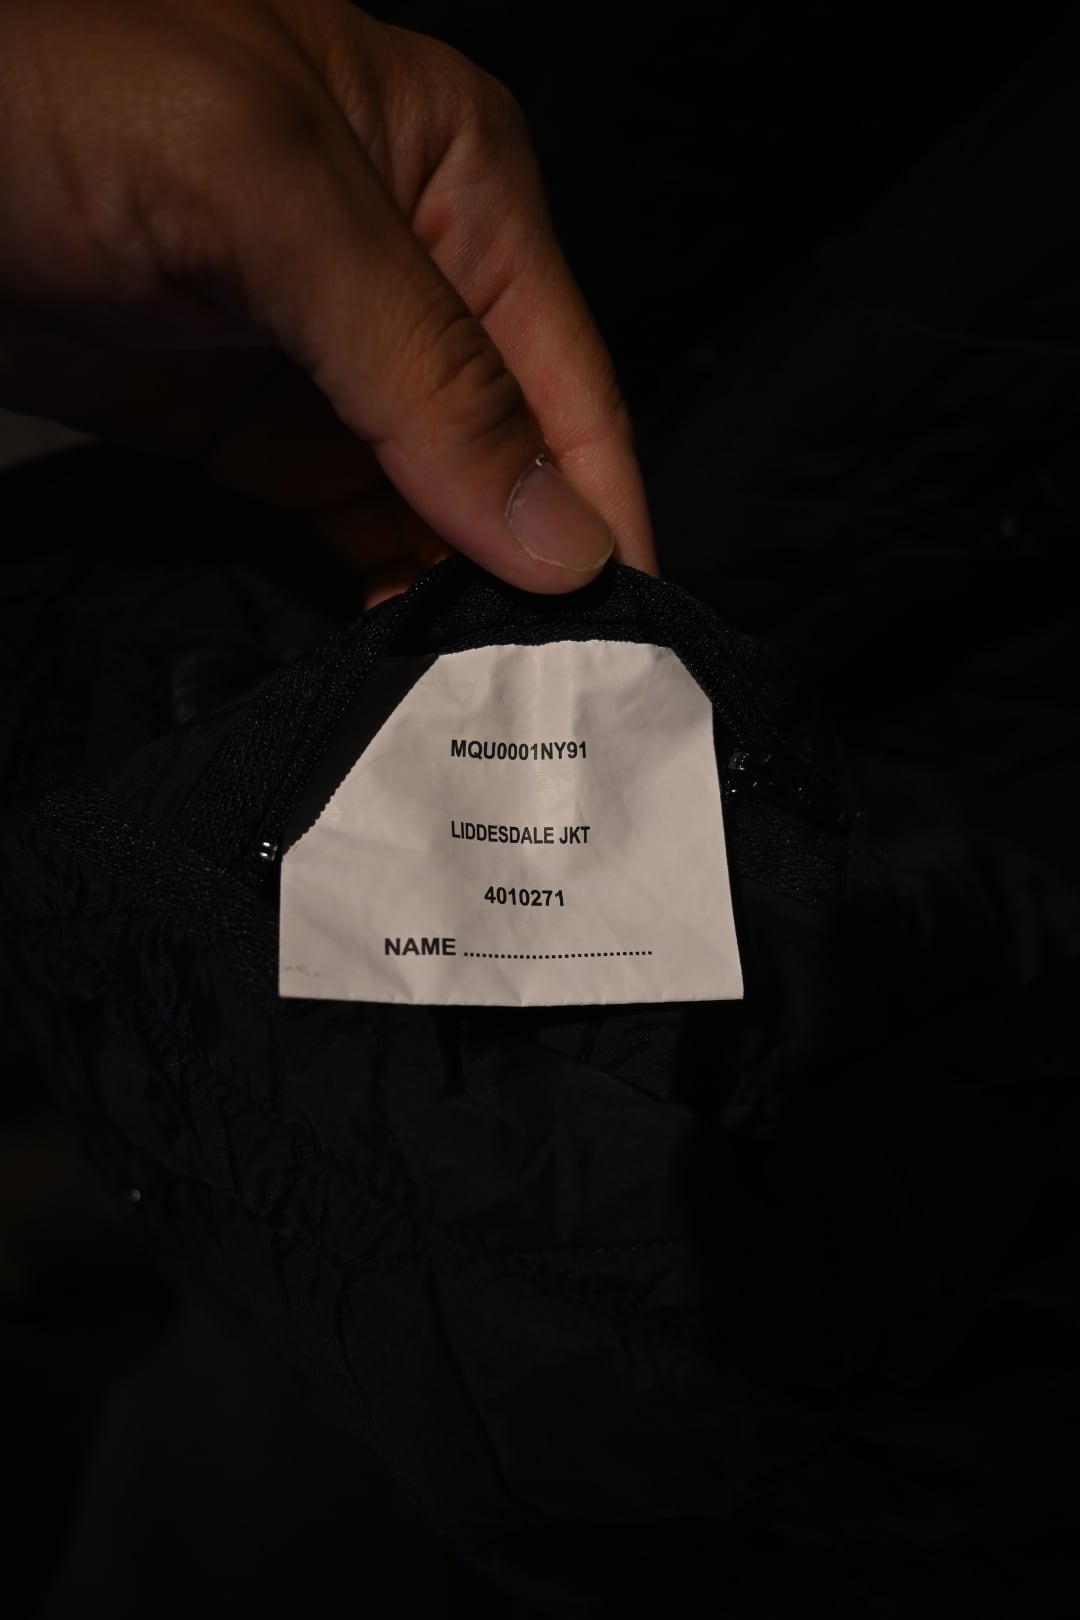 MQU0001NY91
LIDDESDALE JKT
4010271
NAME ..............................